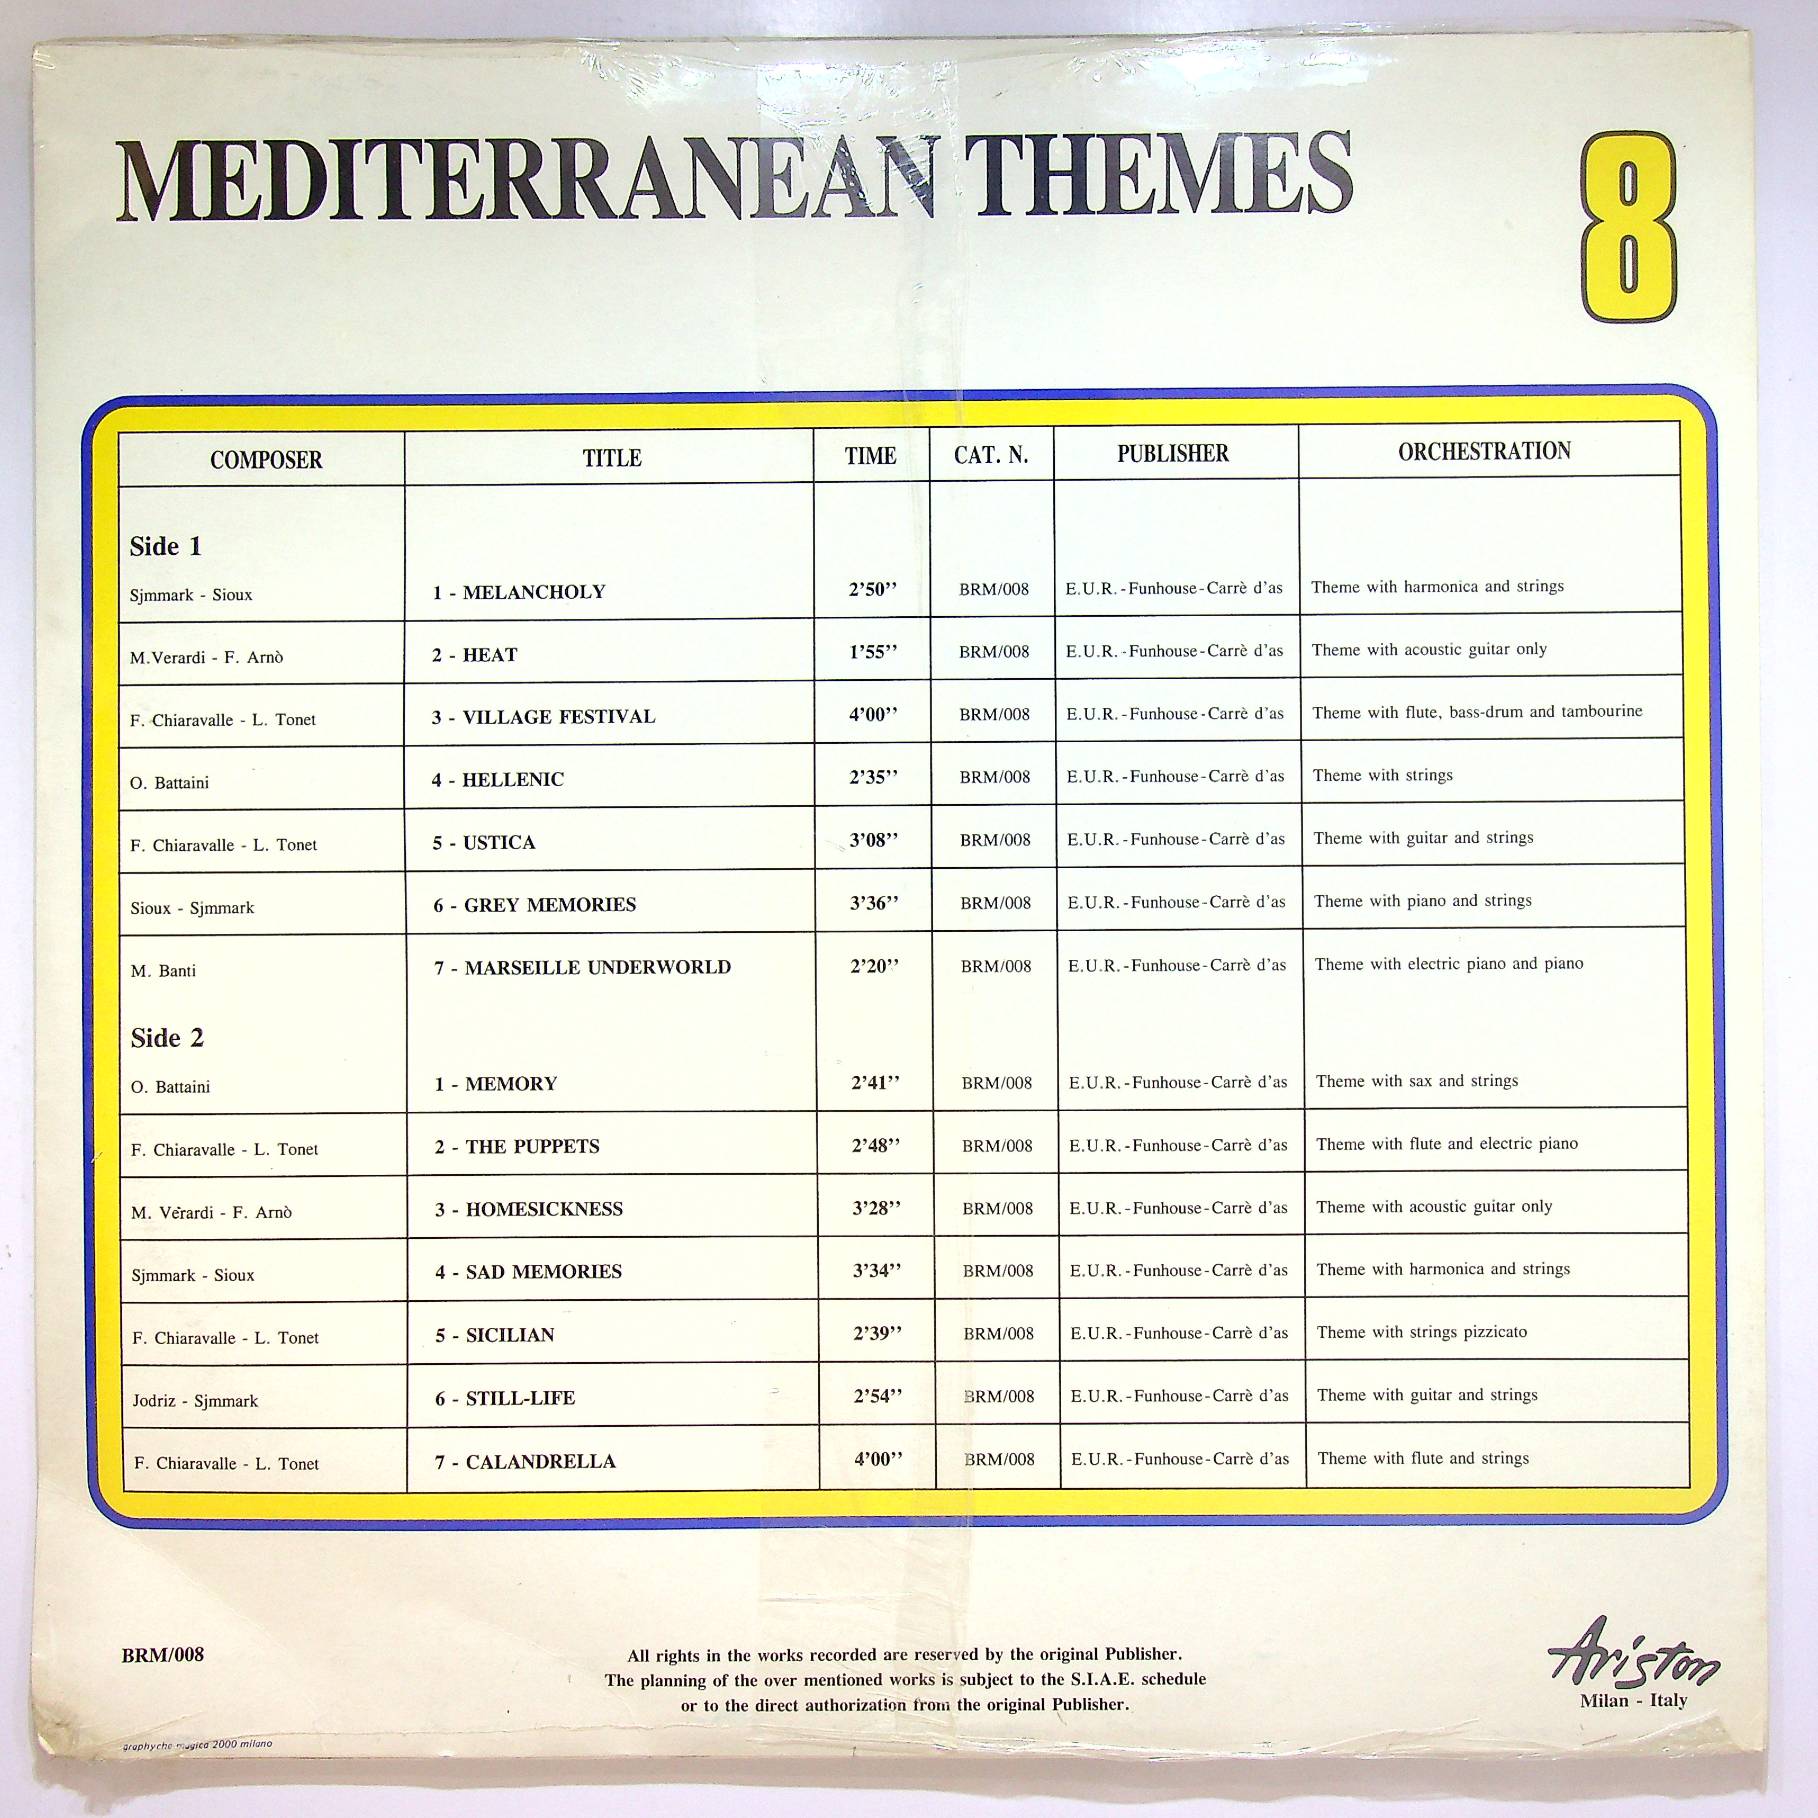 MEDITERRANEAN THEMES 8
COMPOSER TITLE TIME CAT. N. PUBLISHER ORCHESTRATION
Side 1
Sjmmark - Sioux 1 - MELANCHOLY 2’50’’ BRM/008 E.U.R.-Funhouse-Carrè d’as Theme with harmonica and strings
M.Verardi - F. Arnò 2 - HEAT 1’55’’ BRM/008 E.U.R.-Funhouse-Carrè d’as Theme with acoustic guitar only
F. Chiaravalle - L. Tonet 3 - VILLAGE FESTIVAL 4’00’’ BRM/008 E.U.R.-Funhouse-Carrè d’as Theme with flute, bass-drum and tambourine
O. Battaini 4 - HELLENIC 2’35’’ BRM/008 E.U.R.-Funhouse-Carrè d’as Theme with strings
F. Chiaravalle - L. Tonet 5 - USTICA 3’08’’ BRM/008 E.U.R.-Funhouse-Carrè d’as Theme with guitar and strings
Sioux - Sjmmark 6 - GREY MEMORIES 3’36’’ BRM/008 E.U.R.-Funhouse-Carrè d’as Theme with piano and strings
M. Banti 7 - MARSEILLE UNDERWORLD 2’20’’ BRM/008 E.U.R.-Funhouse-Carrè d’as Theme with electric piano and piano
Side 2
O. Battaini 1 - MEMORY 2’41’’ BRM/008 E.U.R.-Funhouse-Carrè d’as Theme with sax and strings
F. Chiaravalle - L. Tonet 2 - THE PUPPETS 2’48’’ BRM/008 E.U.R.-Funhouse-Carrè d’as Theme with flute and electric piano
M. Verardi - F. Arnò 3 - HOMESICKNESS 3’28’’ BRM/008 E.U.R.-Funhouse-Carrè d’as Theme with acoustic guitar only
Sjmmark - Sioux 4 - SAD MEMORIES 3’34’’ BRM/008 E.U.R.-Funhouse-Carrè d’as Theme with harmonica and strings
F. Chiaravalle - L. Tonet 5 - SICILIAN 2’39’’ BRM/008 E.U.R.-Funhouse-Carrè d’as Theme with strings pizzicato
Jodriz - Sjmmark 6 - STILL-LIFE 2’54’’ BRM/008 E.U.R.-Funhouse-Carrè d’as Theme with guitar and strings
F. Chiaravalle - L. Tonet 7 - CALANDRELLA 4’00’’ BRM/008 E.U.R.-Funhouse-Carrè d’as Theme with flute and strings
BRM/008
All rights in the works recorded are reserved by the original Publisher.
The planning of the over mentioned works is subject to the S.I.A.E. schedule
or to the direct authorization from the original Publisher.
Ariston
Milan - Italy
graphyche magica 2000 milano